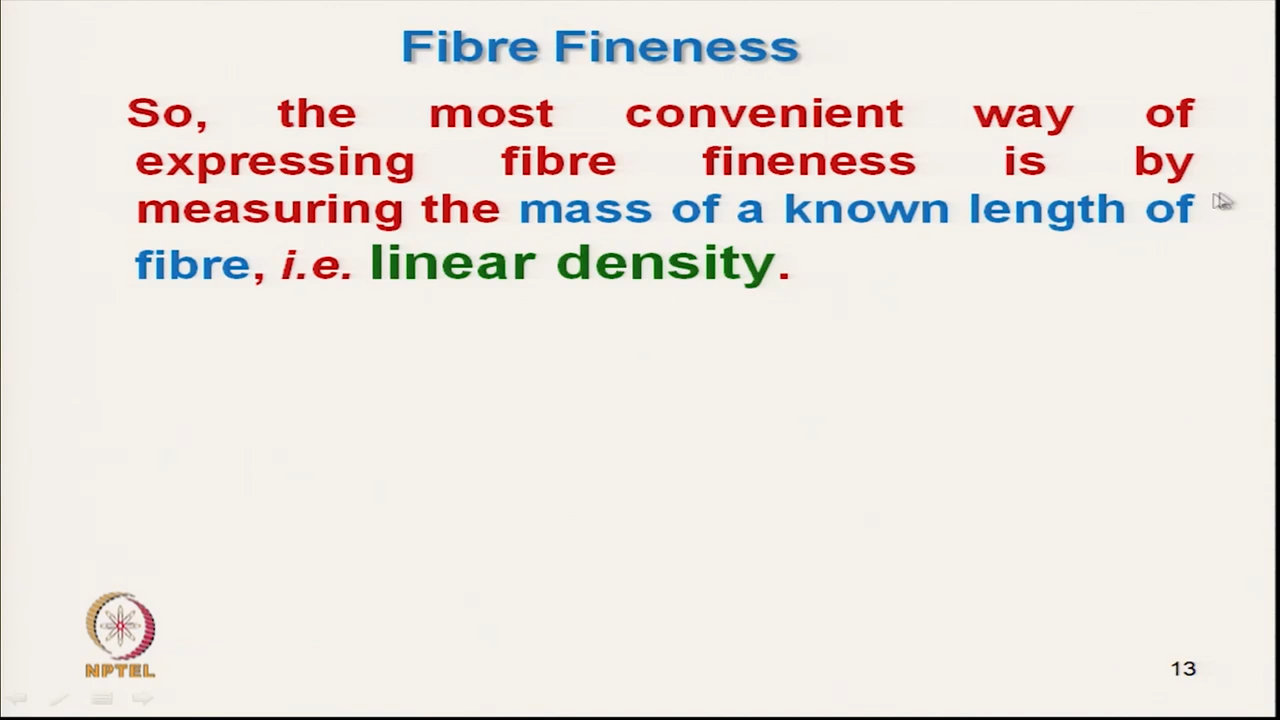 Fibre Fineness
So, the most convenient way of
expressing fibre fineness is by
measuring the mass of a known length of
fibre, i.e. linear density.
NPTEL
13